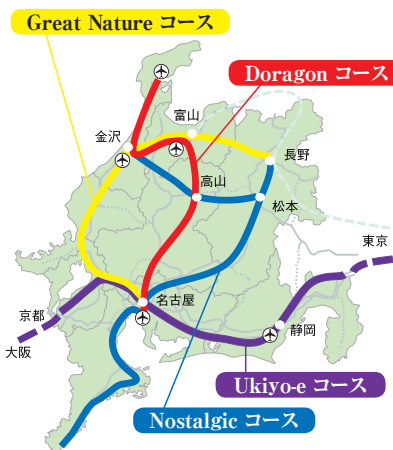 Great Nature コース
Doragon コース
富山
金沢
長野
高山
松本
東京
名古屋
京都
静岡
大阪
Ukiyo-e コース
Nostalgic コース